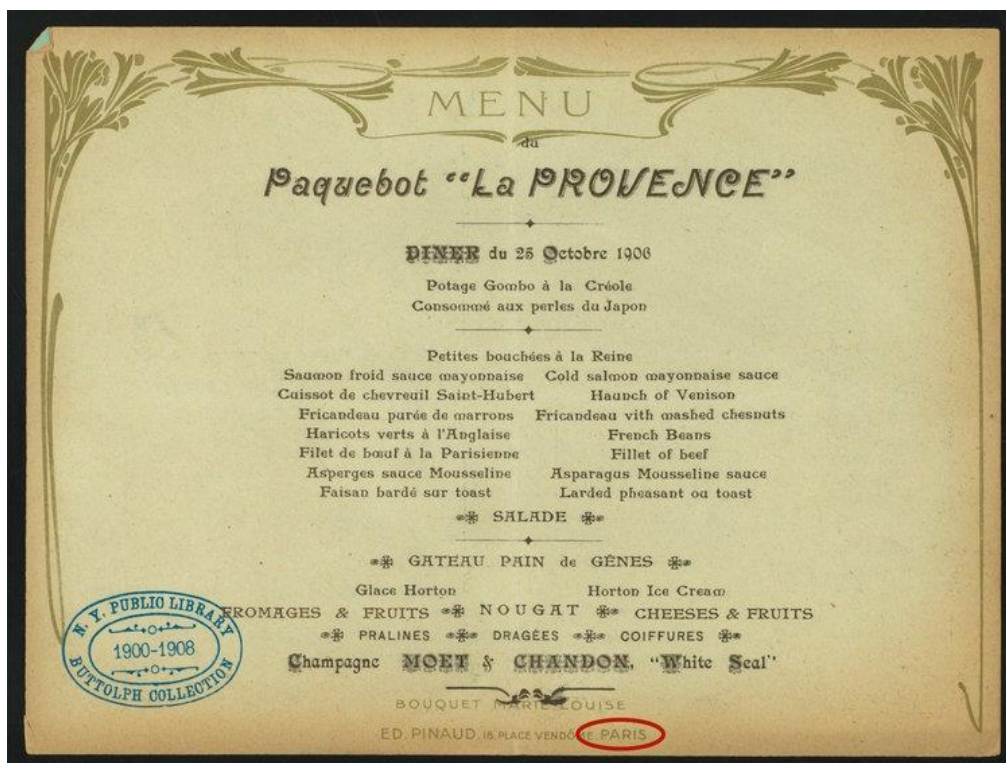 MENU
du
Paquebot “La PROVENCE”
DINER du 25 Octobre 1906
Potage Gombo à la Créole
Consommé aux perles du Japon
Petites bouchées à la Reine
Saumon froid sauce mayonnaise Cold salmon mayonnaise sauce
Cuissot de chevreuil Saint-Hubert Haunch of Venison
Fricandeau purée de marrons Fricandeau vith mashed chesnuts
Haricots verts à l'Anglaise French Beans
Filet de bœuf à la Parisienne Fillet of beef
Asperges sauce Mousseline Asparagus Mousseline sauce
Faisan bardé sur toast Larded pheasant ou toast
SALADE
GATEAU PAIN de GÊNES
Glace Horton Horton Ice Cream
FROMAGES & FRUITS NOUGAT CHEESES & FRUITS
PRALINES DRAGÉES COIFFURES
Champagne MOET & CHANDON, “White Seal”
BOUQUET MARIE-LOUISE
ED. PINAUD. 18 PLACE VENDÔME. PARIS
N. Y. PUBLIC LIBRARY
1900-1908
BUTTOLPH COLLECTION